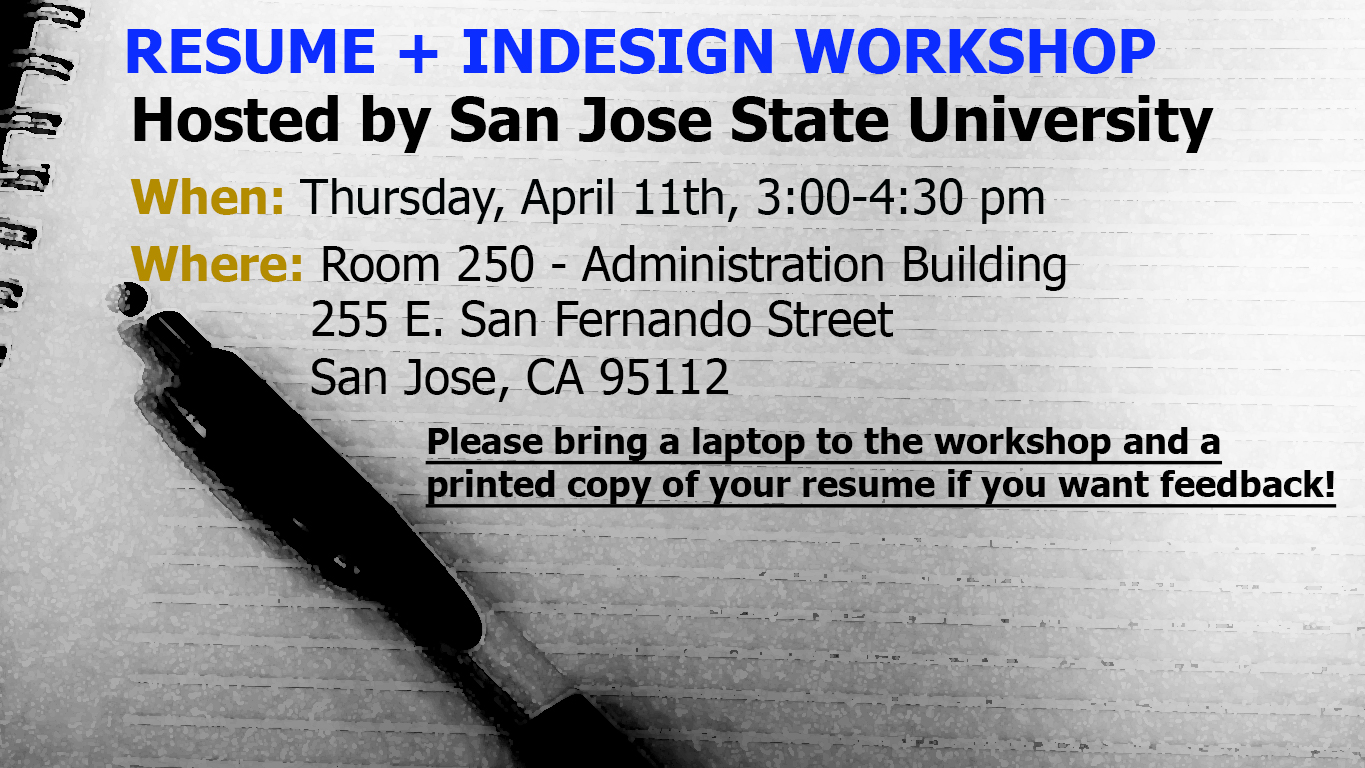 RESUME + INDESIGN WORKSHOP
Hosted by San Jose State University
When: Thursday, April 11th, 3:00-4:30 pm
Where: Room 250 - Administration Building
255 E. San Fernando Street
San Jose, CA 95112
Please bring a laptop to the workshop and a
printed copy of your resume if you want feedback!